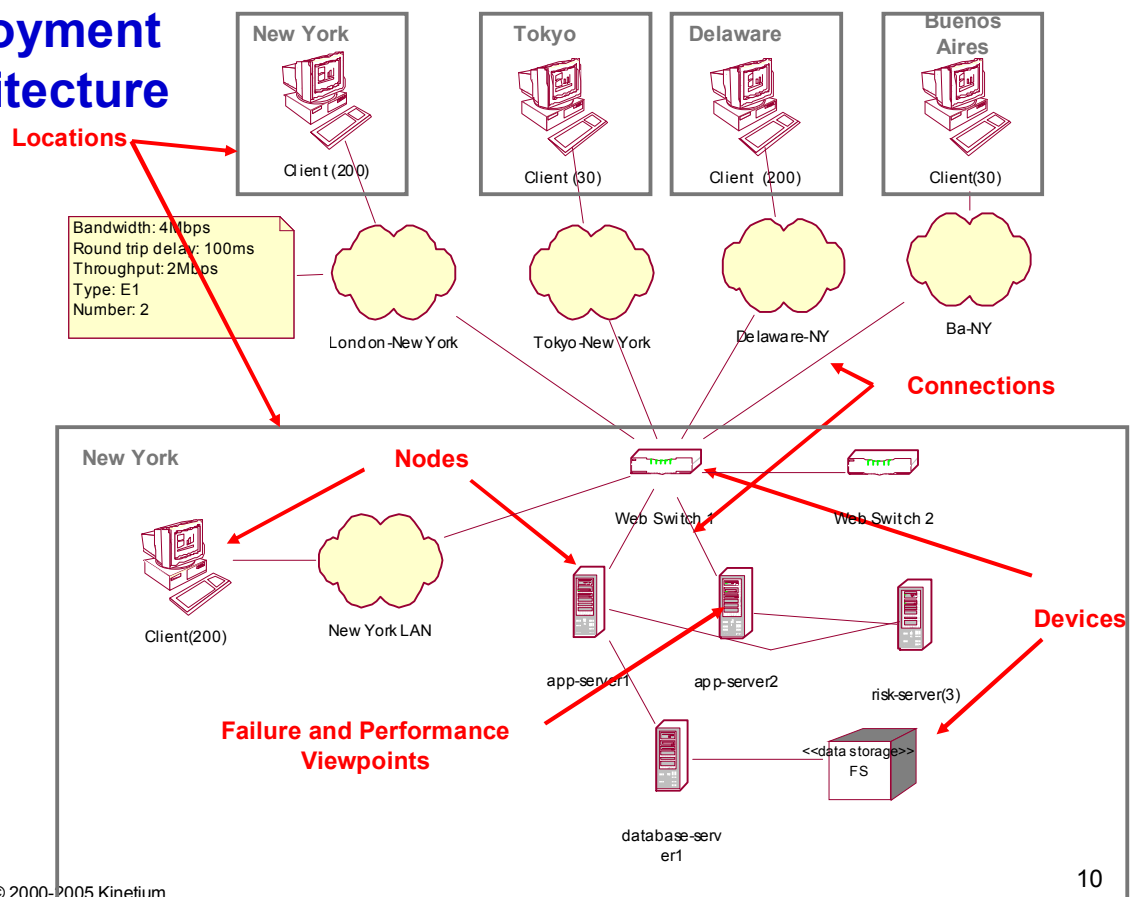 oyment
itecture
New York
Tokyo
Delaware
Buenos
Aires
Locations
Client (200)
Client (30)
Client (200)
Client(30)
Bandwidth: 4Mbps
Round trip delay: 100ms
Throughput: 2Mbps
Type: E1
Number: 2
London-New York
Tokyo-New York
Delaware-NY
Ba-NY
Connections
New York
Nodes
Web Switch 1
Web Switch 2
Client(200)
New York LAN
Devices
app-server1
app-server2
risk-server(3)
Failure and Performance
Viewpoints
<<data storage>>
FS
database-serv
er1
© 2000-2005 Kinetium
10